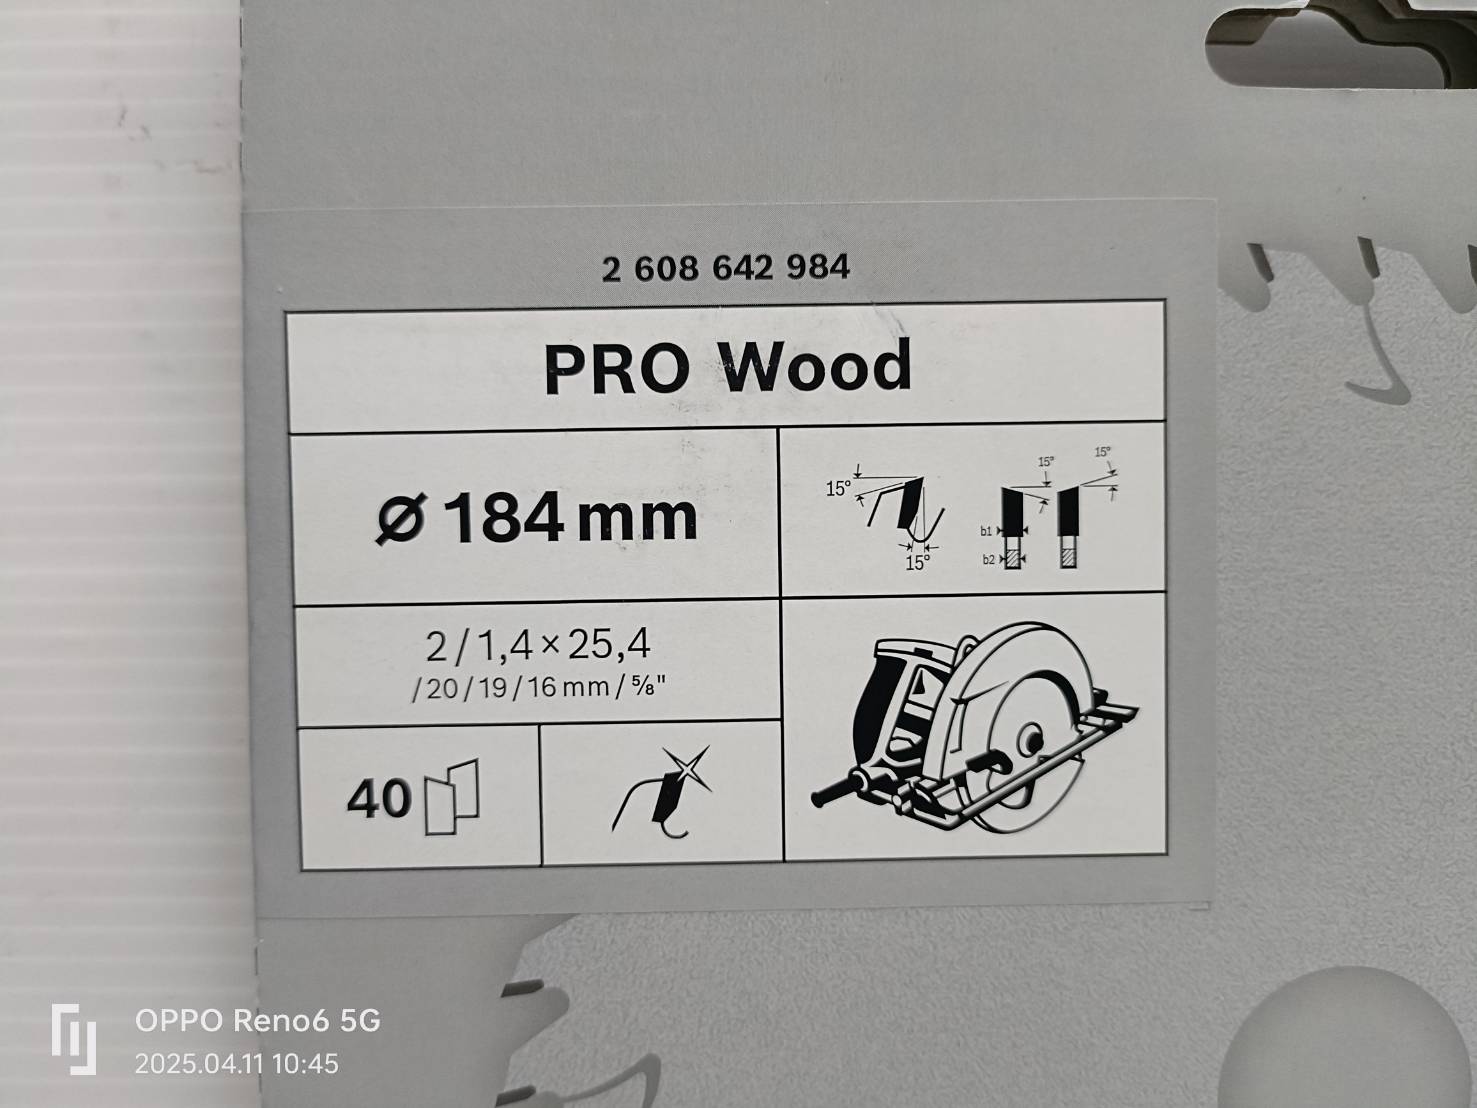 2 608 642 984
PRO Wood
Ø 184 mm
15°
15°
15°
15°
b1
b2
2/1,4×25,4
/20/19/16 mm/⅝"
40
OPPO Reno6 5G
2025.04.11 10:45